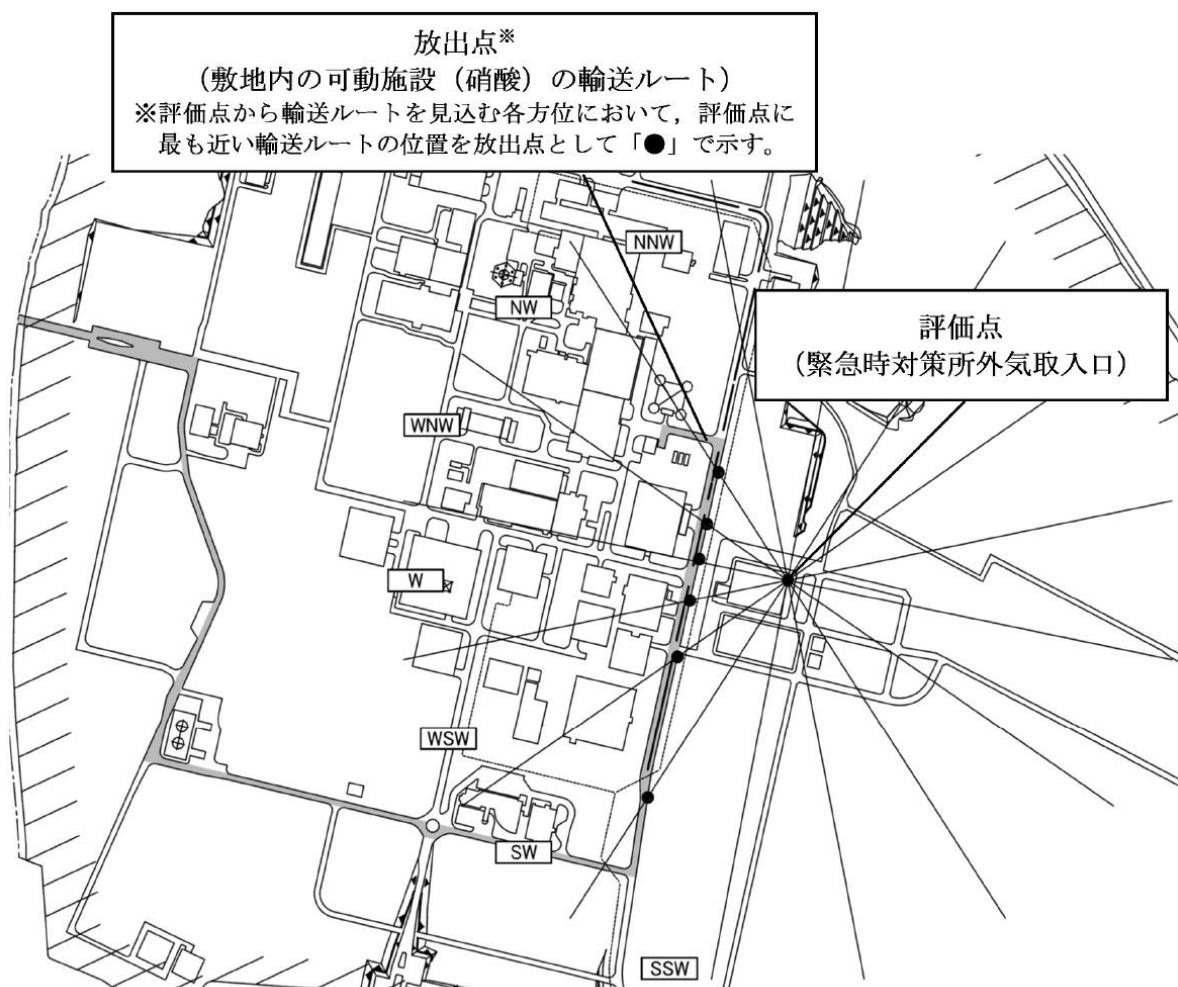 放出点※
(敷地内の可動施設(硝酸)の輸送ルート)
※評価点から輸送ルートを見込む各方位において,評価点に
最も近い輸送ルートの位置を放出点として「●」で示す。
NNW
NW
評価点
(緊急時対策所外気取入口)
WNW
W
WSW
SW
SSW